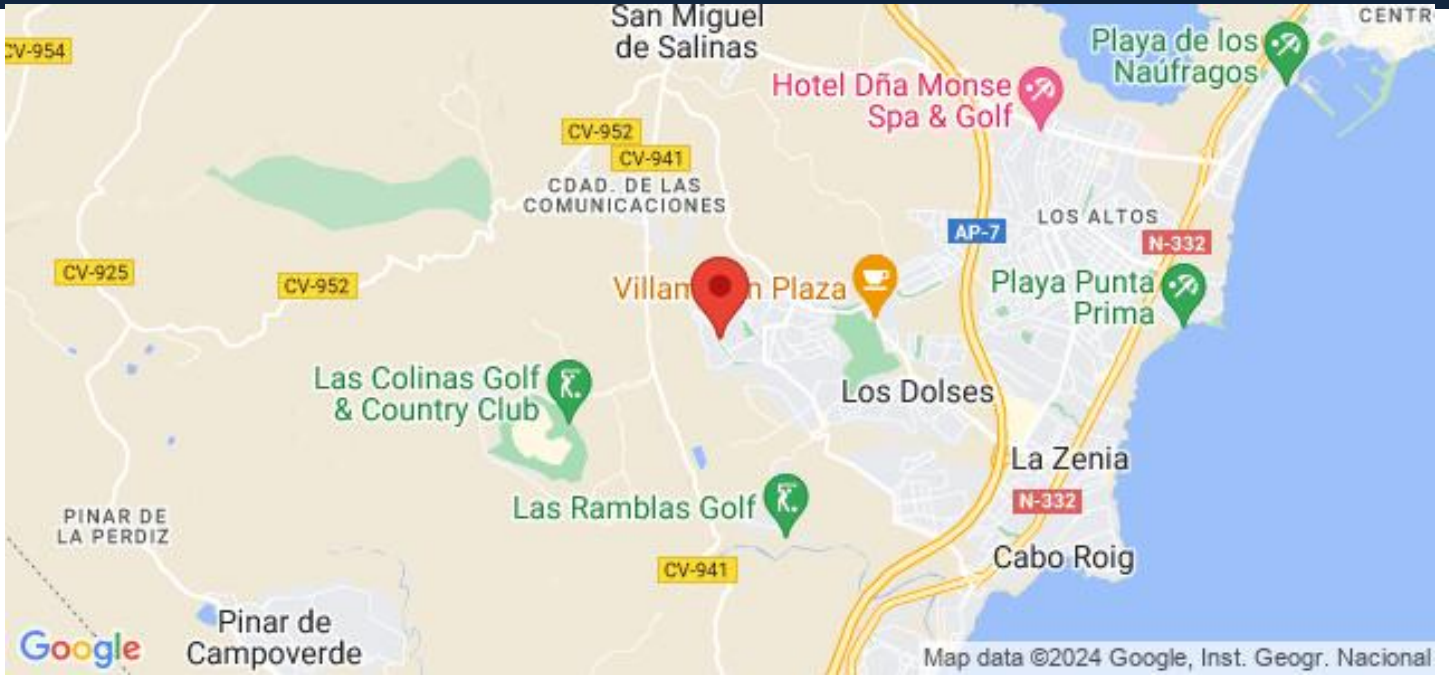 San Miguel
de Salinas
CENTR
CV-954
Playa de los
Naúfragos
Hotel Dña Monse
Spa & Golf
CV-952
CV-941
CDAD. DE LAS
COMUNICACIONES
LOS ALTOS
AP-7
N-332
CV-925
CV-952
Villam n Plaza
Playa Punta
Prima
Las Colinas Golf
& Country Club
Los Dolses
La Zenia
N-332
Las Ramblas Golf
PINAR DE
LA PERDIZ
Cabo Roig
CV-941
Pinar de
Campoverde
Google
Map data ©2024 Google, Inst. Geogr. Nacional